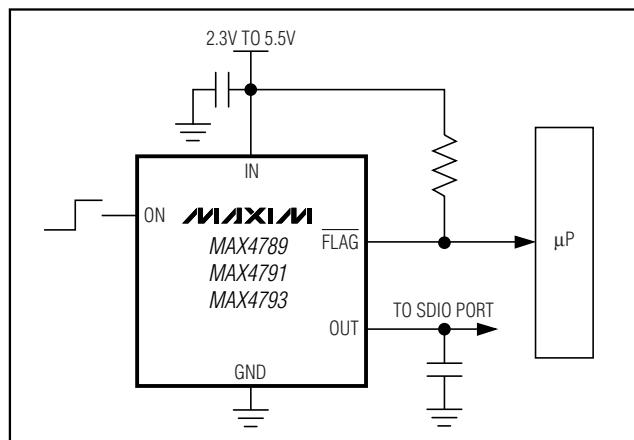 2.3V TO 5.5V
IN
ON
MAXIM
MAX4789
MAX4791
MAX4793
FLAG
µP
OUT
TO SDIO PORT
GND